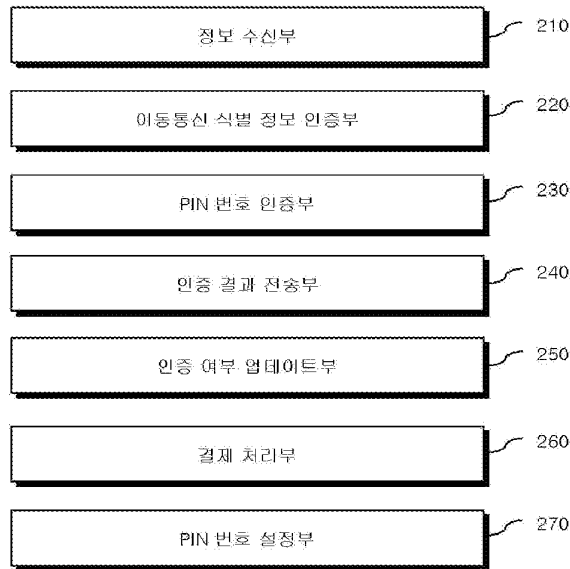 정보 수신부 210
이동통신 식별 정보 인증부 220
PIN 번호 인증부 230
인증 결과 전송부 240
인증 여부 업데이트부 250
결제 처리부 260
PIN 번호 설정부 270